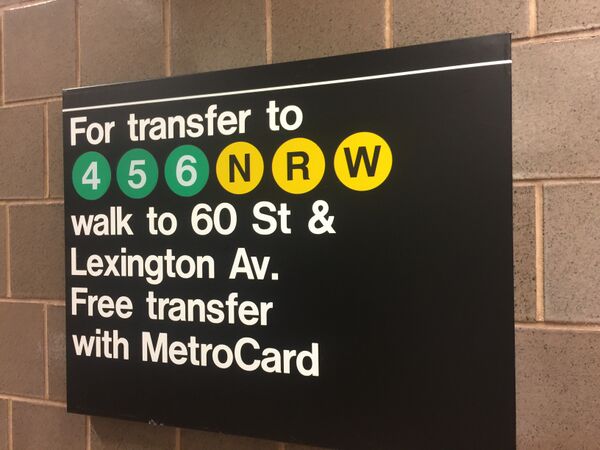 For transfer to
4 5 6 N R W
walk to 60 St &
Lexington Av.
Free transfer
with MetroCard